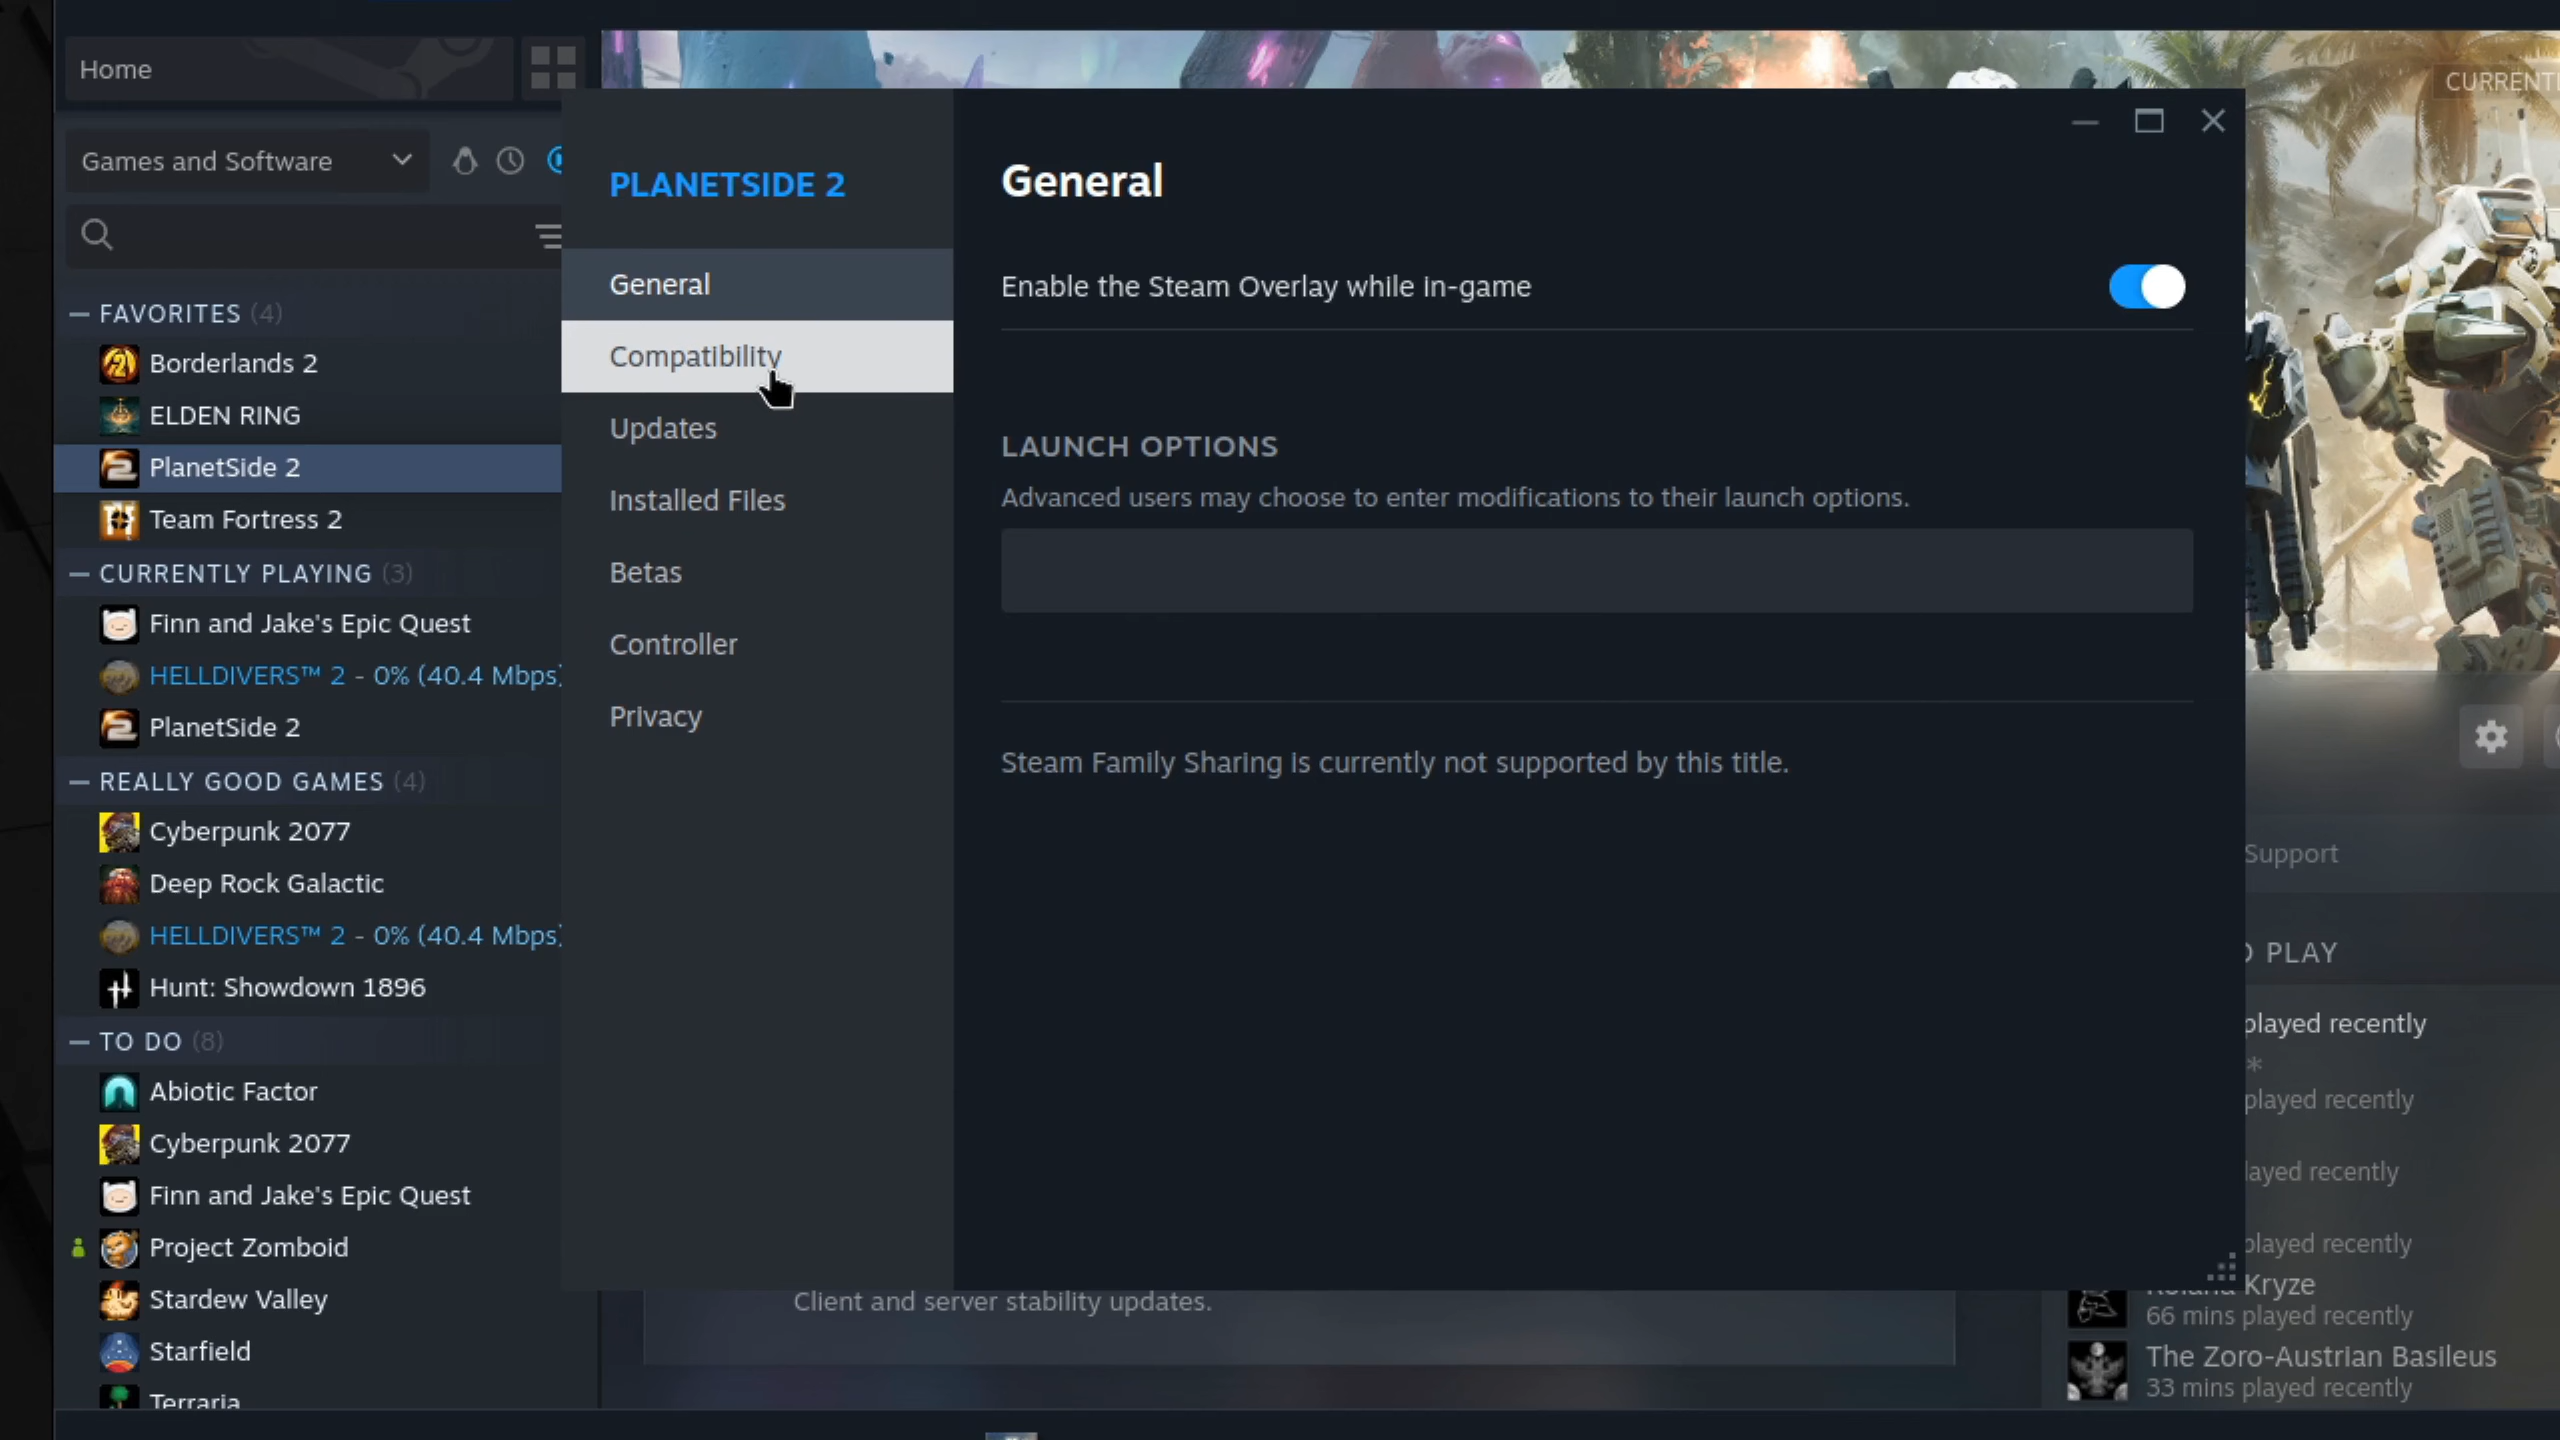 Home
Games and Software
FAVORITES (4)
Borderlands 2
ELDEN RING
PlanetSide 2
Team Fortress 2
CURRENTLY PLAYING (3)
Finn and Jake's Epic Quest
HELLDIVERS™ 2 - 0% (40.4 Mbps)
PlanetSide 2
REALLY GOOD GAMES (4)
Cyberpunk 2077
Deep Rock Galactic
HELLDIVERS™ 2 - 0% (40.4 Mbps)
Hunt: Showdown 1896
TO DO (8)
Abiotic Factor
Cyberpunk 2077
Finn and Jake's Epic Quest
Project Zomboid
Stardew Valley
Starfield
Terraria
PLANETSIDE 2
General
Compatibility
Updates
Installed Files
Betas
Controller
Privacy
General
Enable the Steam Overlay while in-game
LAUNCH OPTIONS
Advanced users may choose to enter modifications to their launch options.
Steam Family Sharing is currently not supported by this title.
Client and server stability updates.
Support
PLAY
played recently
*
played recently
layed recently
played recently
Kryze
66 mins played recently
The Zoro-Austrian Basileus
33 mins played recently